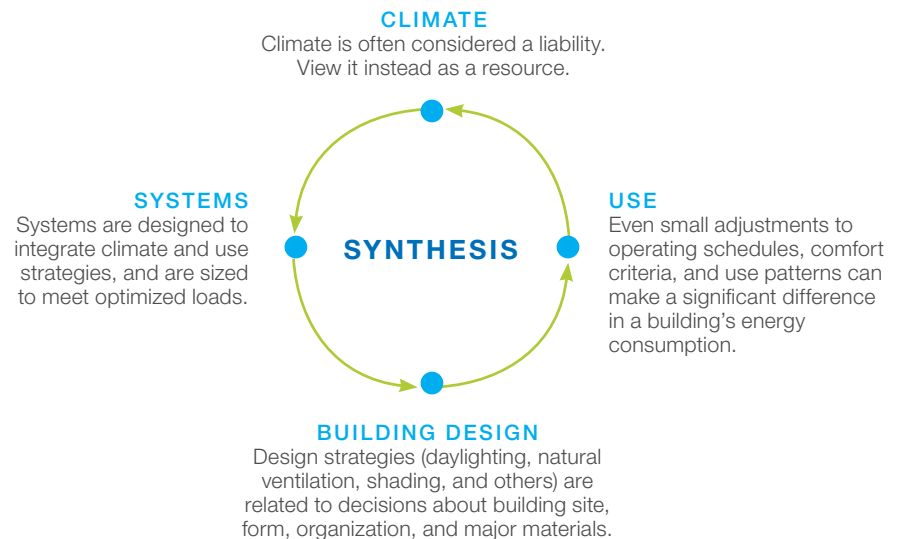 CLIMATE
Climate is often considered a liability.
View it instead as a resource.
SYSTEMS
Systems are designed to
integrate climate and use
strategies, and are sized
to meet optimized loads.
SYNTHESIS
USE
Even small adjustments to
operating schedules, comfort
criteria, and use patterns can
make a significant difference
in a building’s energy
consumption.
BUILDING DESIGN
Design strategies (daylighting, natural
ventilation, shading, and others) are
related to decisions about building site,
form, organization, and major materials.